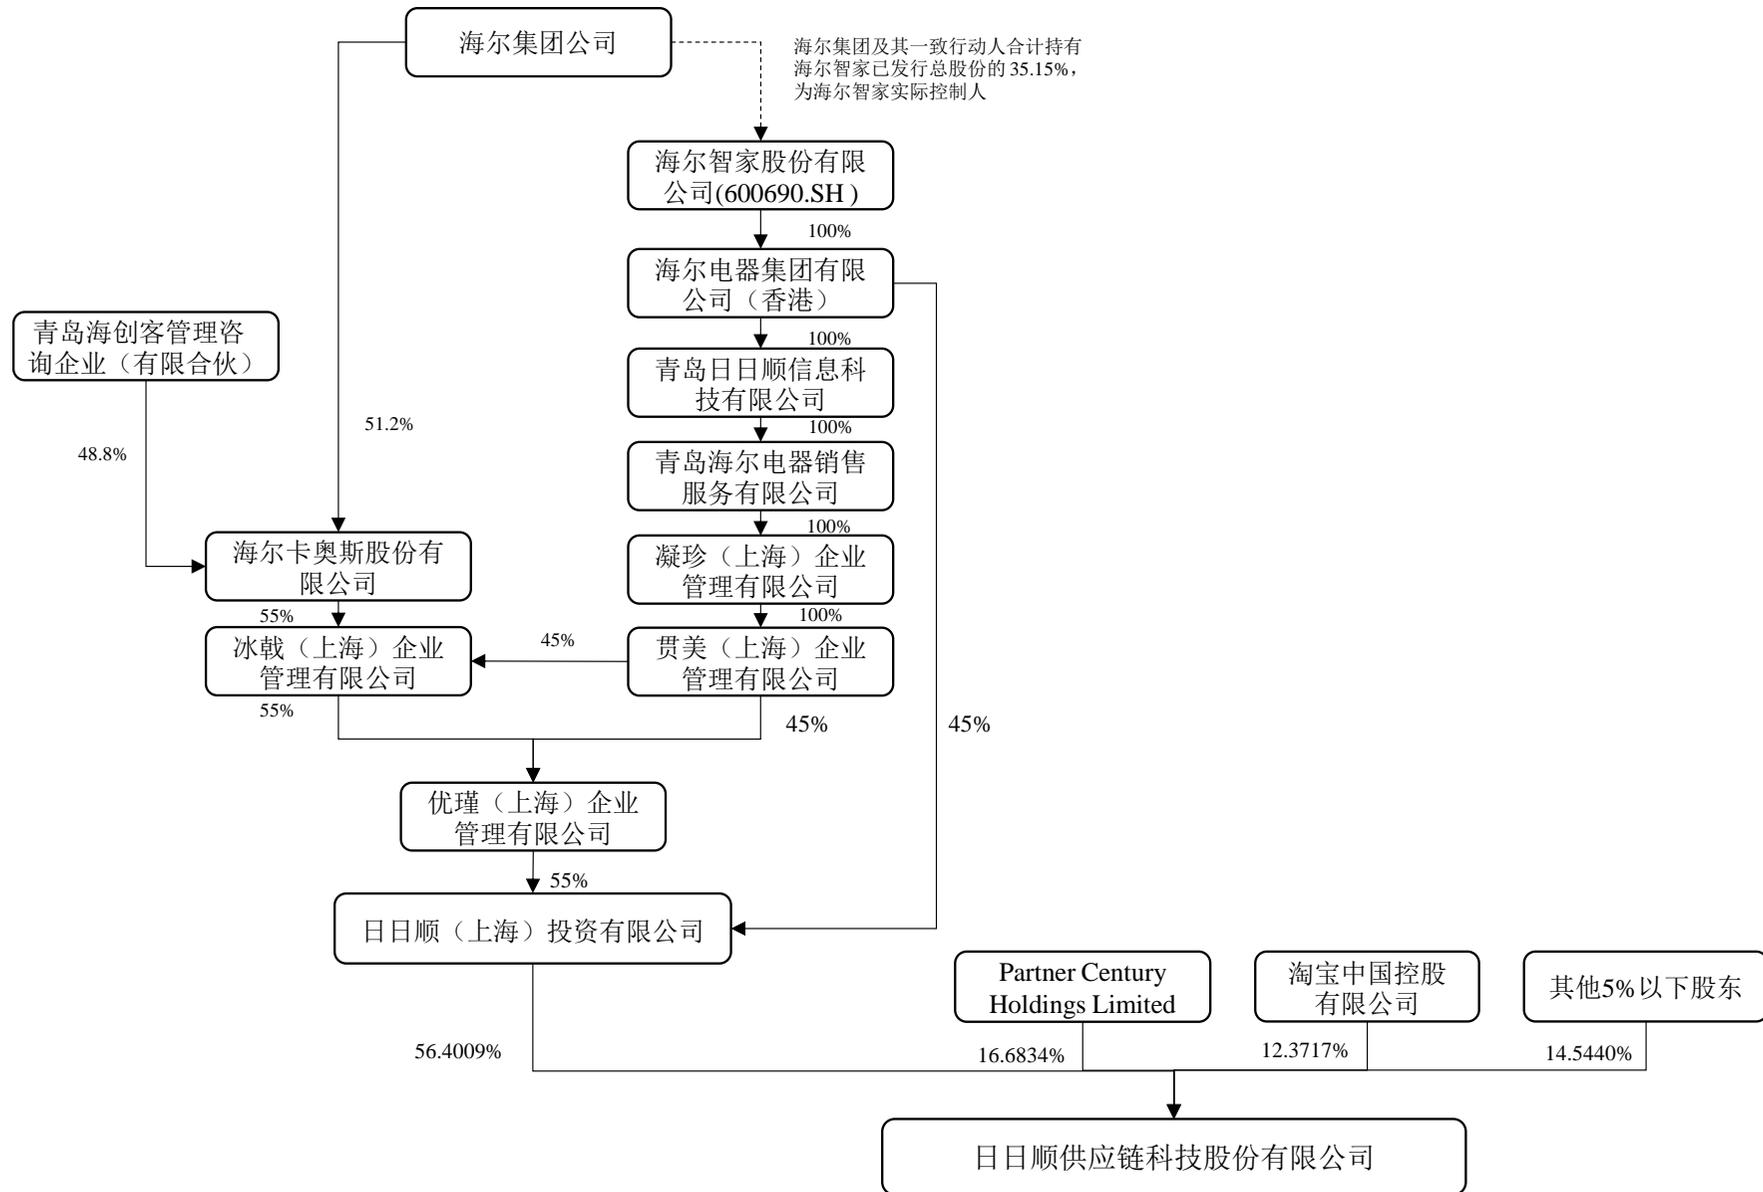 海尔集团公司
海尔集团及其一致行动人合计持有
海尔智家已发行总股份的 35.15%，
为海尔智家实际控制人
海尔智家股份有限
公司(600690.SH )
100%
海尔电器集团有限
公司（香港）
100%
青岛海创客管理咨
询企业（有限合伙）
青岛日日顺信息科
技有限公司
51.2%
100%
48.8%
青岛海尔电器销售
服务有限公司
100%
海尔卡奥斯股份有
限公司
凝珍（上海）企业
管理有限公司
55%
100%
冰戟（上海）企业
管理有限公司
45%
贯美（上海）企业
管理有限公司
55%
45%
45%
优瑾（上海）企业
管理有限公司
55%
日日顺（上海）投资有限公司
Partner Century
Holdings Limited
淘宝中国控股
有限公司
其他5%以下股东
56.4009%
16.6834%
12.3717%
14.5440%
日日顺供应链科技股份有限公司